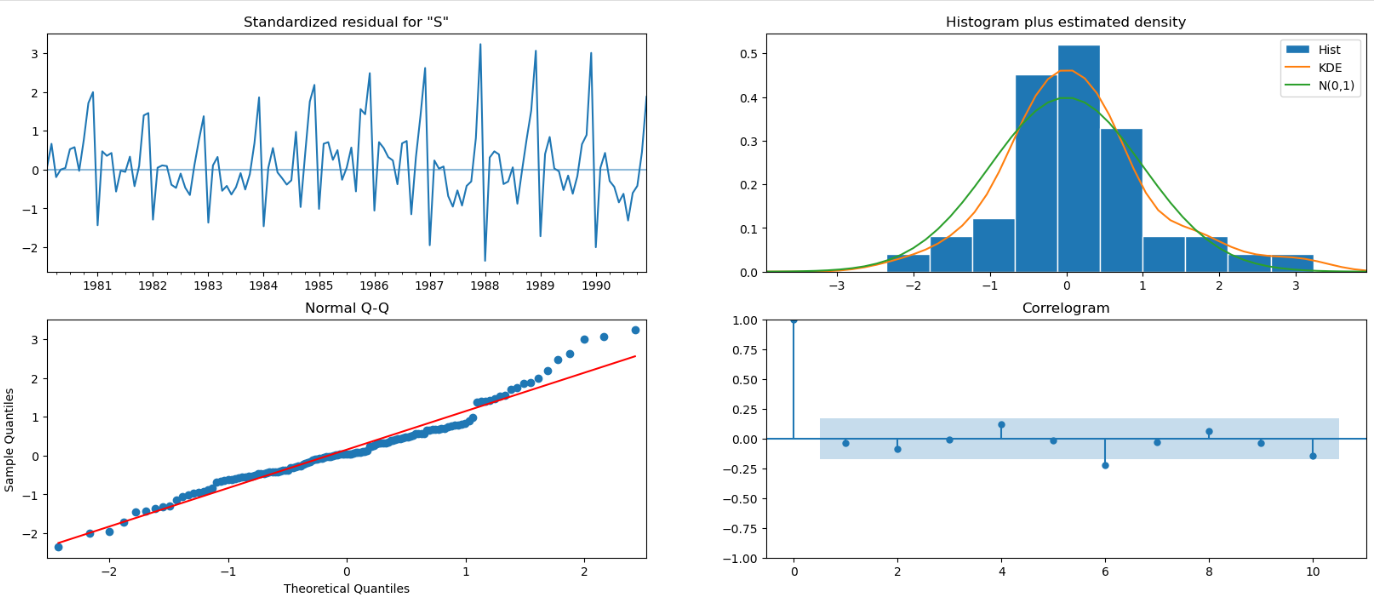 Standardized residual for "S"
3
2
1
0
−1
−2
1981 1982 1983 1984 1985 1986 1987 1988 1989 1990
Histogram plus estimated density
Hist
KDE
N(0,1)
0.5
0.4
0.3
0.2
0.1
0.0
−3 −2 −1 0 1 2 3
Normal Q-Q
Sample Quantiles
3
2
1
0
−1
−2
−2 −1 0 1 2
Theoretical Quantiles
Correlogram
1.00
0.75
0.50
0.25
0.00
−0.25
−0.50
−0.75
−1.00
0 2 4 6 8 10